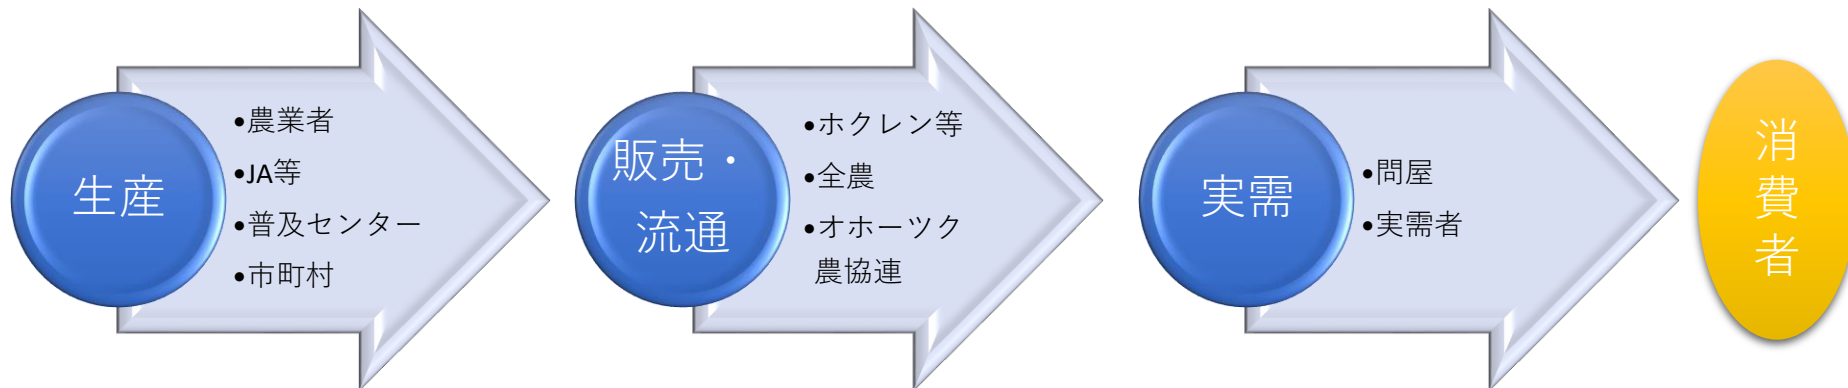 生産
•農業者
•JA等
•普及センター
•市町村
販売・
流通
•ホクレン等
•全農
•オホーツク
農協連
実需
•問屋
•実需者
消費者